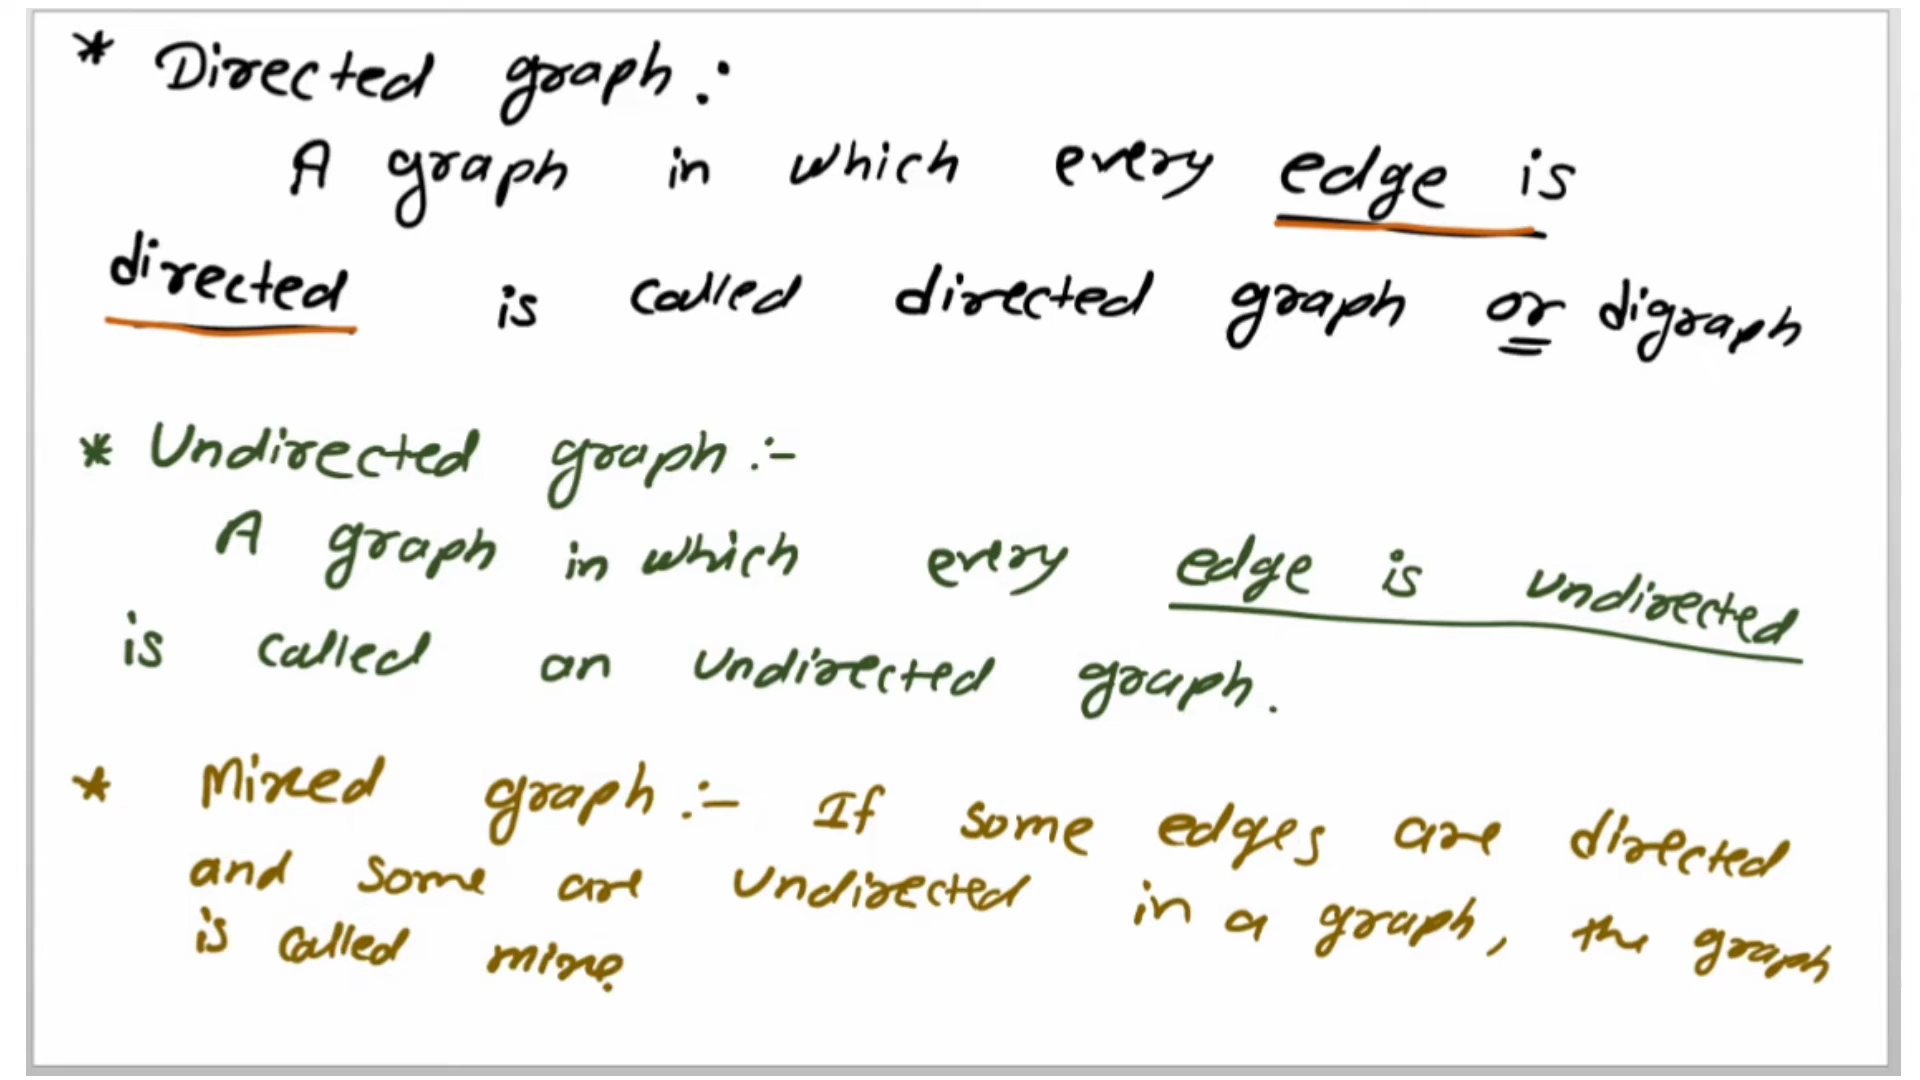 * Directed graph :
A graph in which every edge is
directed is called directed graph or digraph
* Undirected graph :-
A graph in which every edge is undirected
is called an undirected graph.
* Mixed graph :- If some edges are directed
and some are undirected in a graph, the graph
is called mixe